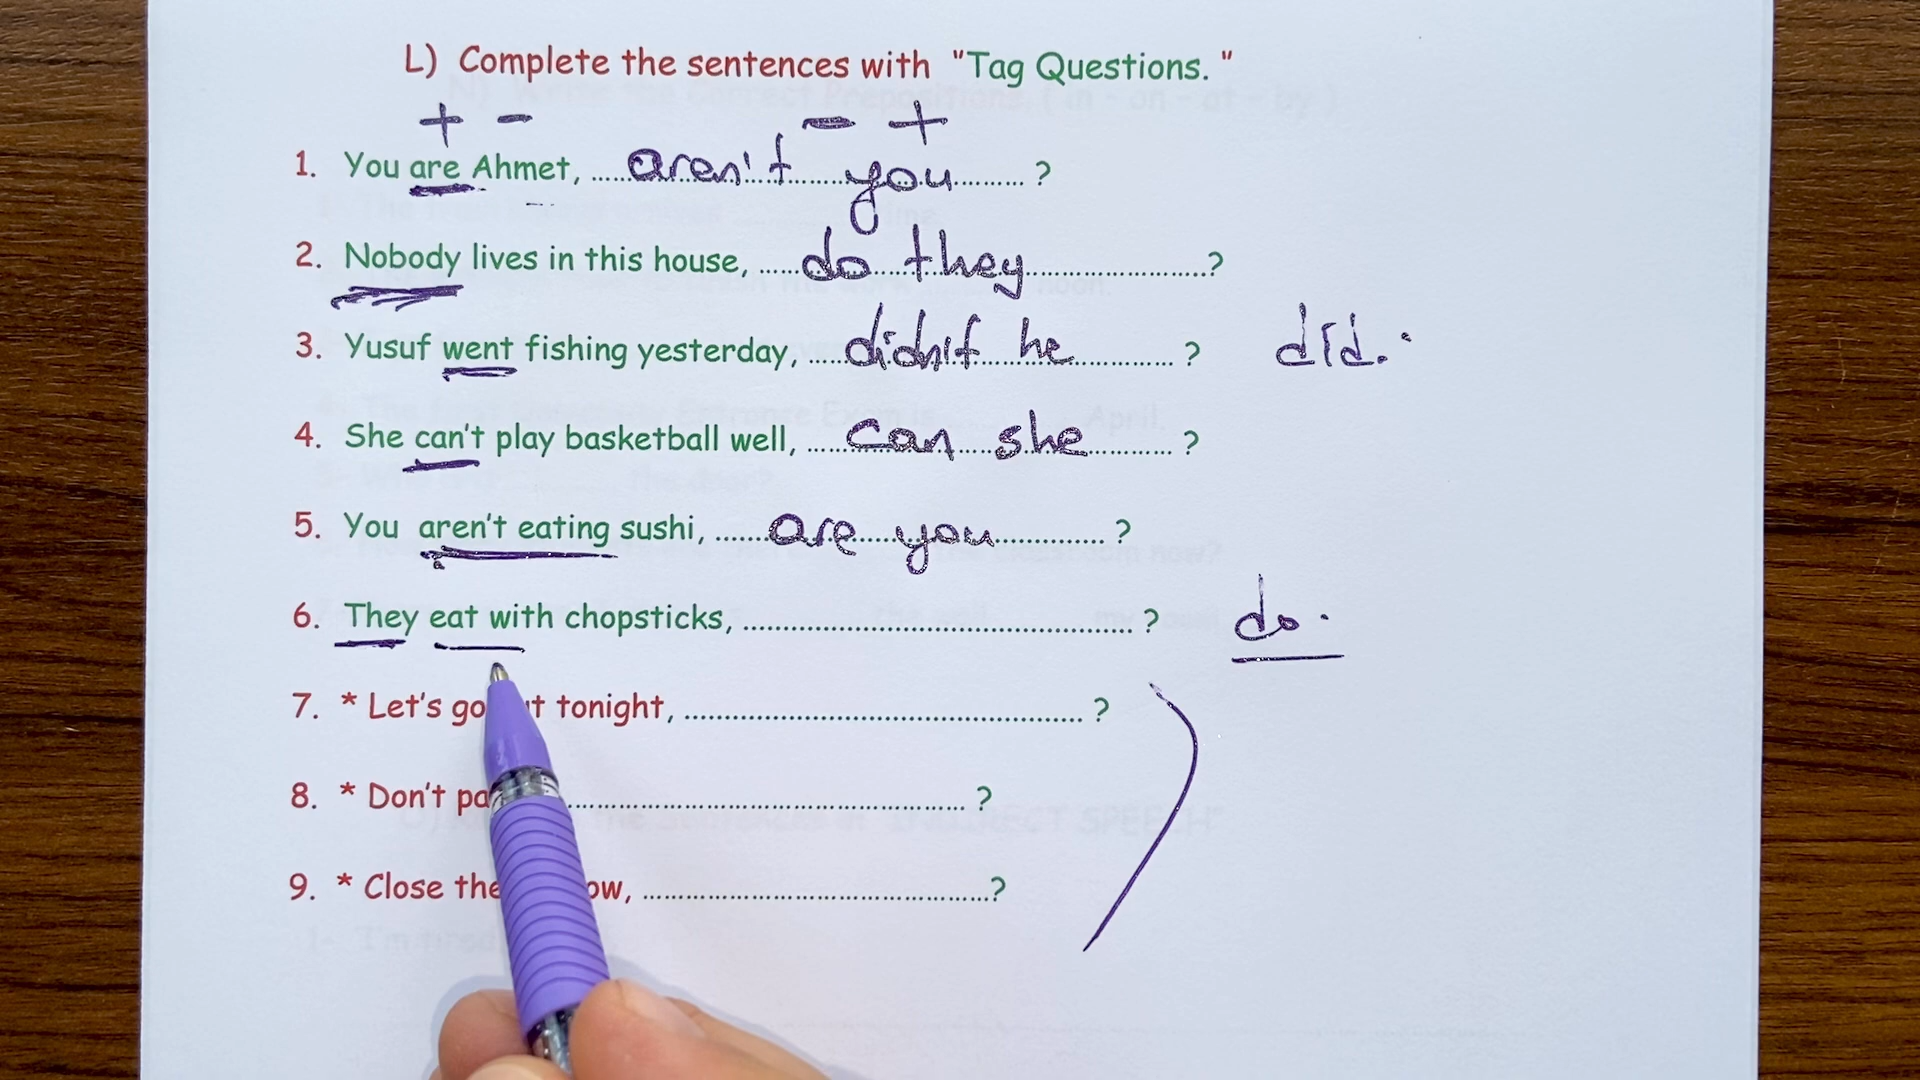 L) Complete the sentences with "Tag Questions. "
+ - - +
1. You are Ahmet, ...... aren't you ............ ?
2. Nobody lives in this house, ...... do they ............?
3. Yusuf went fishing yesterday, ...... didn't he ............ ? did.
4. She can't play basketball well, ...... can she ............ ?
5. You aren't eating sushi, ...... are you ............ ?
6. They eat with chopsticks, ............ ? do.
7. * Let's go tonight, ............ ?
8. * Don't ............ ?
9. * Close the ............?